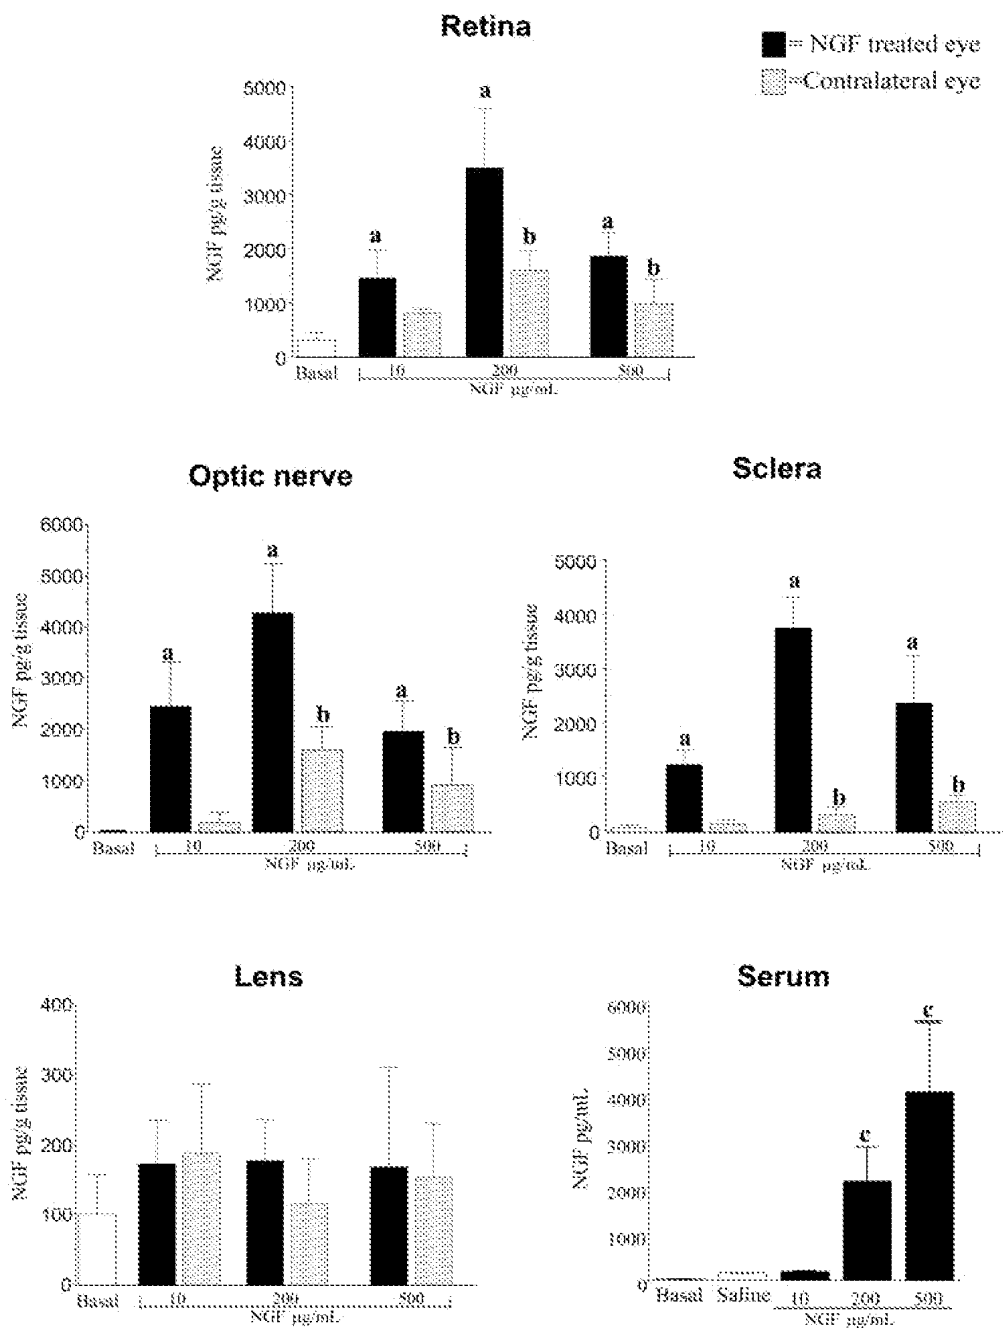 Retina
= NGF treated eye
=Contralateral eye
NGF pg/g tissue
5000
4000
3000
2000
1000
0
a
a
b
a
b
Basal
10
200
500
NGF µg/mL
Optic nerve
NGF pg/g tissue
6000
5000
4000
3000
2000
1000
0
a
a
b
a
b
Basal
10
200
500
NGF µg/mL
Sclera
NGF pg/g tissue
5000
4000
3000
2000
1000
0
a
a
b
a
b
Basal
10
200
500
NGF µg/mL
Lens
NGF pg/g tissue
400
300
200
100
0
Basal
10
200
500
NGF µg/mL
Serum
NGF pg/mL
6000
5000
4000
3000
2000
1000
0
c
c
Basal
Saline
10
200
500
NGF µg/mL